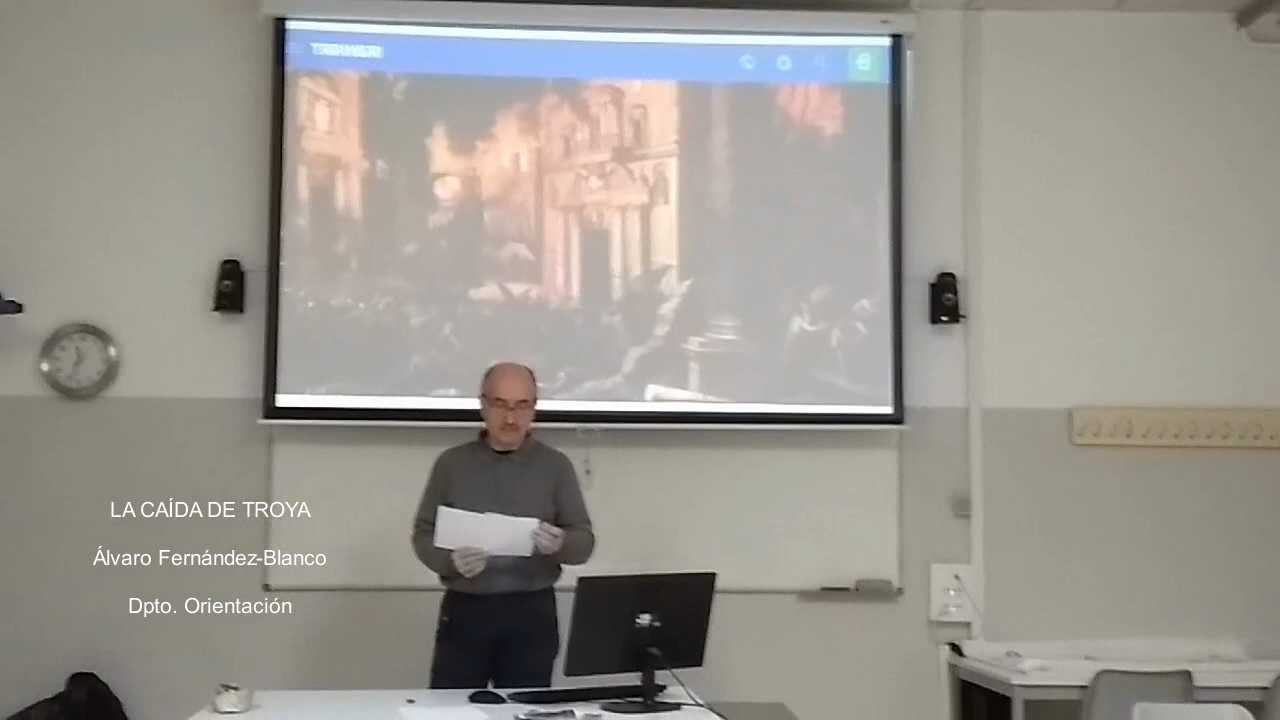 LA CAÍDA DE TROYA
Álvaro Fernández-Blanco
Dpto. Orientación